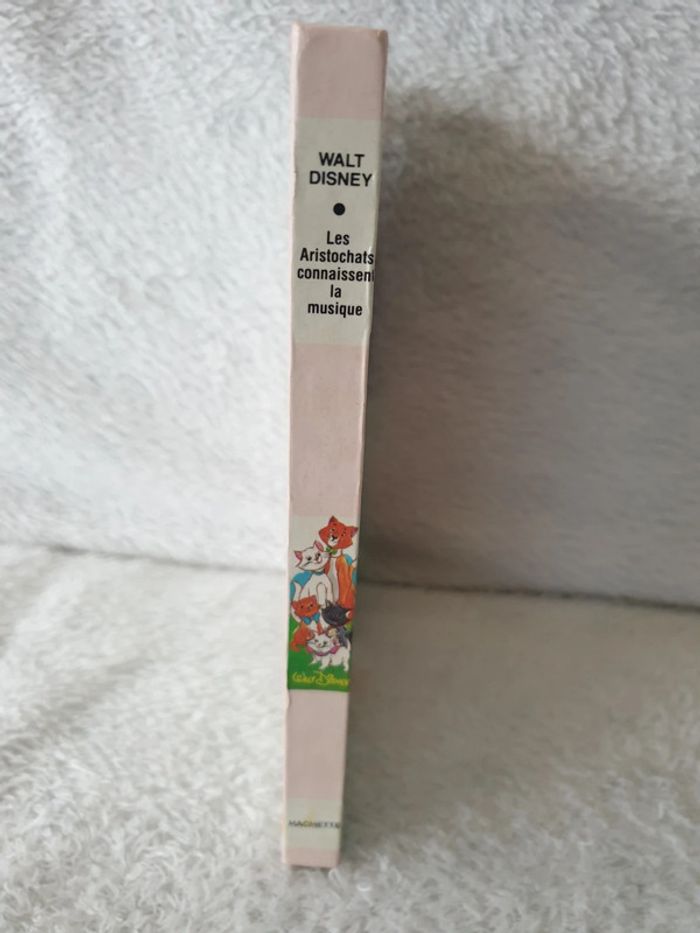 WALT
DISNEY
Les
Aristochats
connaissent
la
musique
Walt Disney
HACHETTE